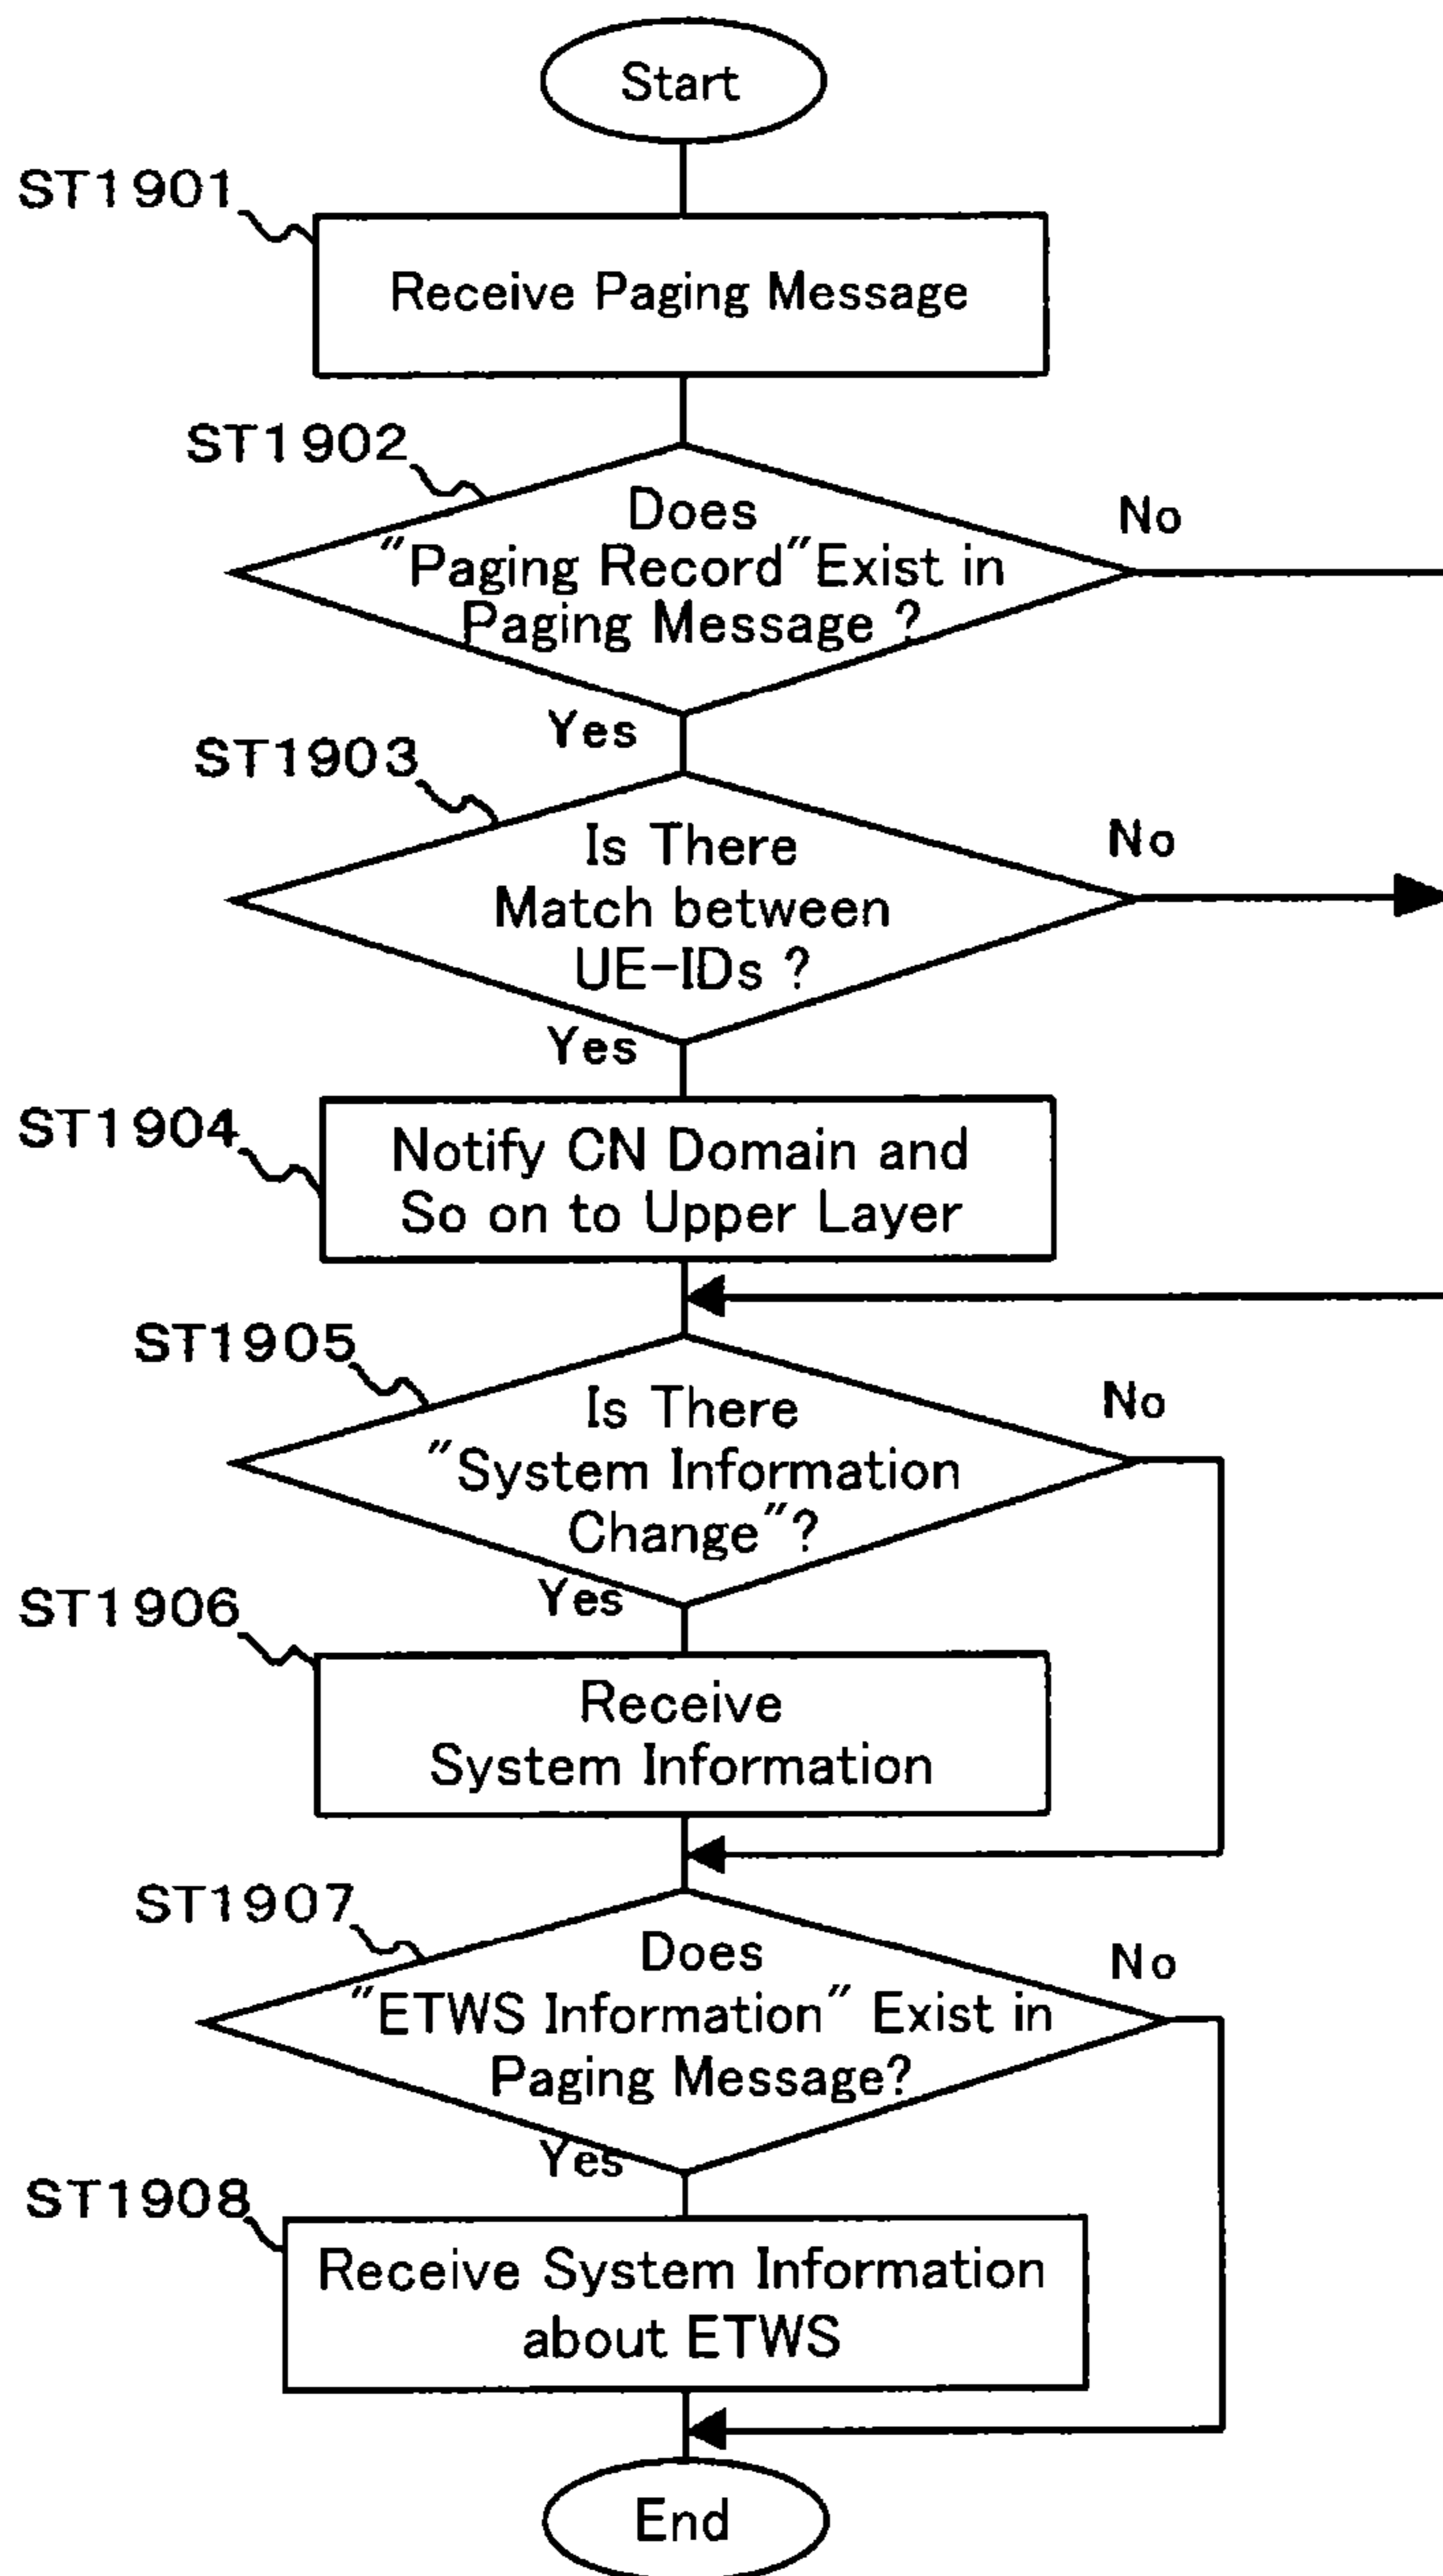 Start
ST1901
Receive Paging Message
ST1902
Does
"Paging Record"Exist in
Paging Message ?
No
Yes
ST1903
Is There
Match between
UE-IDs ?
No
Yes
ST1904
Notify CN Domain and
So on to Upper Layer
ST1905
Is There
"System Information
Change"?
No
Yes
ST1906
Receive
System Information
ST1907
Does
"ETWS Information" Exist in
Paging Message?
No
Yes
ST1908
Receive System Information
about ETWS
End